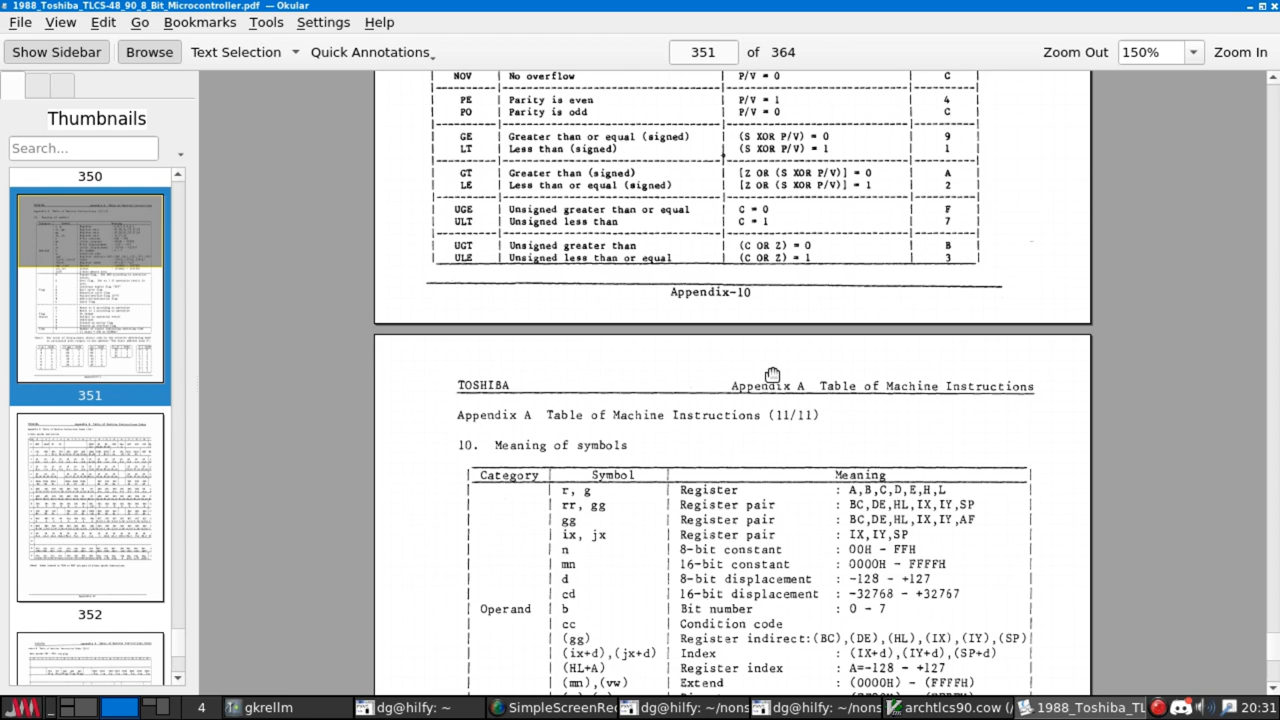 1988_Toshiba_TLCS-48_90_8_Bit_Microcontroller.pdf — Okular
File View Edit Go Bookmarks Tools Settings Help
Show Sidebar Browse Text Selection Quick Annotations 351 of 364 Zoom Out 150% Zoom In
Thumbnails
Search...
350
351
352
NOV No overflow P/V = 0 C
PE Parity is even P/V = 1 4
PO Parity is odd P/V = 0 C
GE Greater than or equal (signed) (S XOR P/V) = 0 9
LT Less than (signed) (S XOR P/V) = 1 1
GT Greater than (signed) [Z OR (S XOR P/V)] = 0 A
LE Less than or equal (signed) [Z OR (S XOR P/V)] = 1 2
UGE Unsigned greater than or equal C = 0 F
ULT Unsigned less than C = 1 7
UGT Unsigned greater than (C OR Z) = 0 B
ULE Unsigned less than or equal (C OR Z) = 1 3
Appendix-10
TOSHIBA Appendix A Table of Machine Instructions
Appendix A Table of Machine Instructions (11/11)
10. Meaning of symbols
Category Symbol Meaning
r, g Register : A,B,C,D,E,H,L
rr, gg Register pair : BC,DE,HL,IX,IY,SP
gg Register pair : BC,DE,HL,IX,IY,AF
ix, jx Register pair : IX,IY,SP
n 8-bit constant : 00H - FFH
mn 16-bit constant : 0000H - FFFFH
d 8-bit displacement : -128 - +127
cd 16-bit displacement : -32768 - +32767
Operand b Bit number : 0 - 7
cc Condition code
(gg) Register indirect:(BC),(DE),(HL),(IX),(IY),(SP)
(ix+d),(jx+d) Index : (IX+d),(IY+d),(SP+d)
(HL+A) Register index : A=-128 - +127
(mn),(vw) Extend : (0000H) - (FFFFH)
4 gkrellm dg@hilfy: ~ SimpleScreenRec dg@hilfy: ~/nons dg@hilfy: ~/nons archtlcs90.cow (/ 1988_Toshiba_TL 20:31